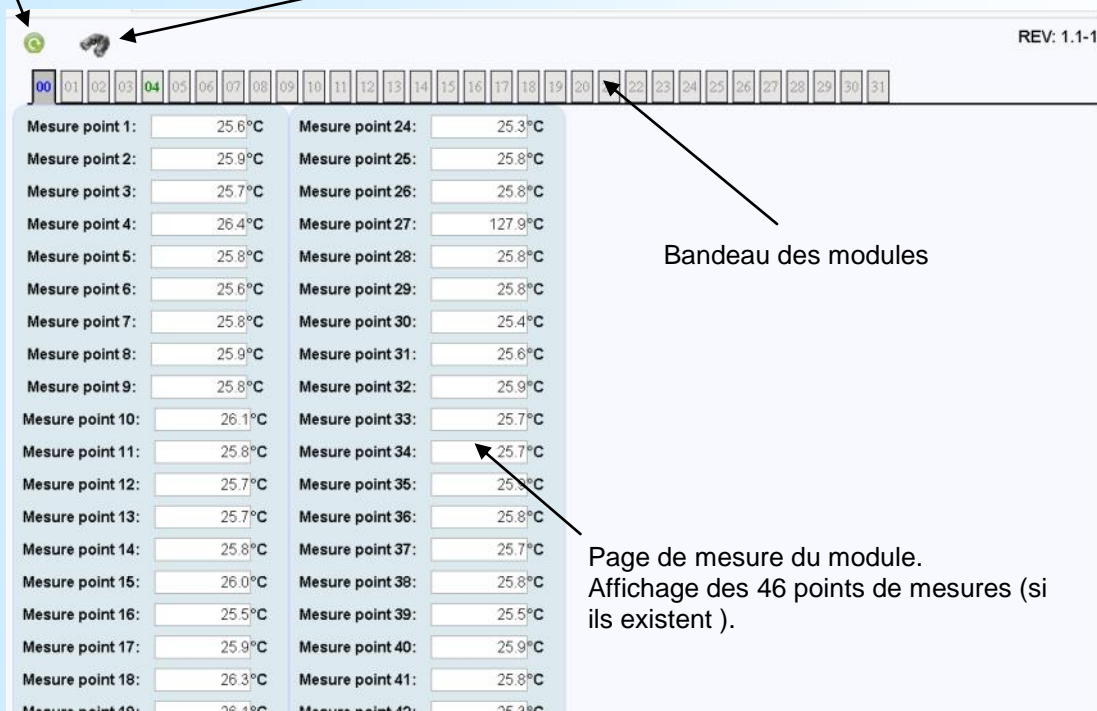 REV: 1.1-1
00 01 02 03 04 05 06 07 08 09 10 11 12 13 14 15 16 17 18 19 20 22 23 24 25 26 27 28 29 30 31
Mesure point 1: 25.6°C Mesure point 24: 25.3°C
Mesure point 2: 25.9°C Mesure point 25: 25.8°C
Mesure point 3: 25.7°C Mesure point 26: 25.8°C
Mesure point 4: 26.4°C Mesure point 27: 127.9°C
Mesure point 5: 25.8°C Mesure point 28: 25.8°C
Mesure point 6: 25.6°C Mesure point 29: 25.8°C
Mesure point 7: 25.8°C Mesure point 30: 25.4°C
Mesure point 8: 25.9°C Mesure point 31: 25.6°C
Mesure point 9: 25.8°C Mesure point 32: 25.9°C
Mesure point 10: 26.1°C Mesure point 33: 25.7°C
Mesure point 11: 25.8°C Mesure point 34: 25.7°C
Mesure point 12: 25.7°C Mesure point 35: 25.9°C
Mesure point 13: 25.7°C Mesure point 36: 25.8°C
Mesure point 14: 25.8°C Mesure point 37: 25.7°C
Mesure point 15: 26.0°C Mesure point 38: 25.8°C
Mesure point 16: 25.5°C Mesure point 39: 25.5°C
Mesure point 17: 25.9°C Mesure point 40: 25.9°C
Mesure point 18: 26.3°C Mesure point 41: 25.8°C
Mesure point 19: 26.1°C Mesure point 42: 25.3°C
Bandeau des modules
Page de mesure du module.
Affichage des 46 points de mesures (si
ils existent ).